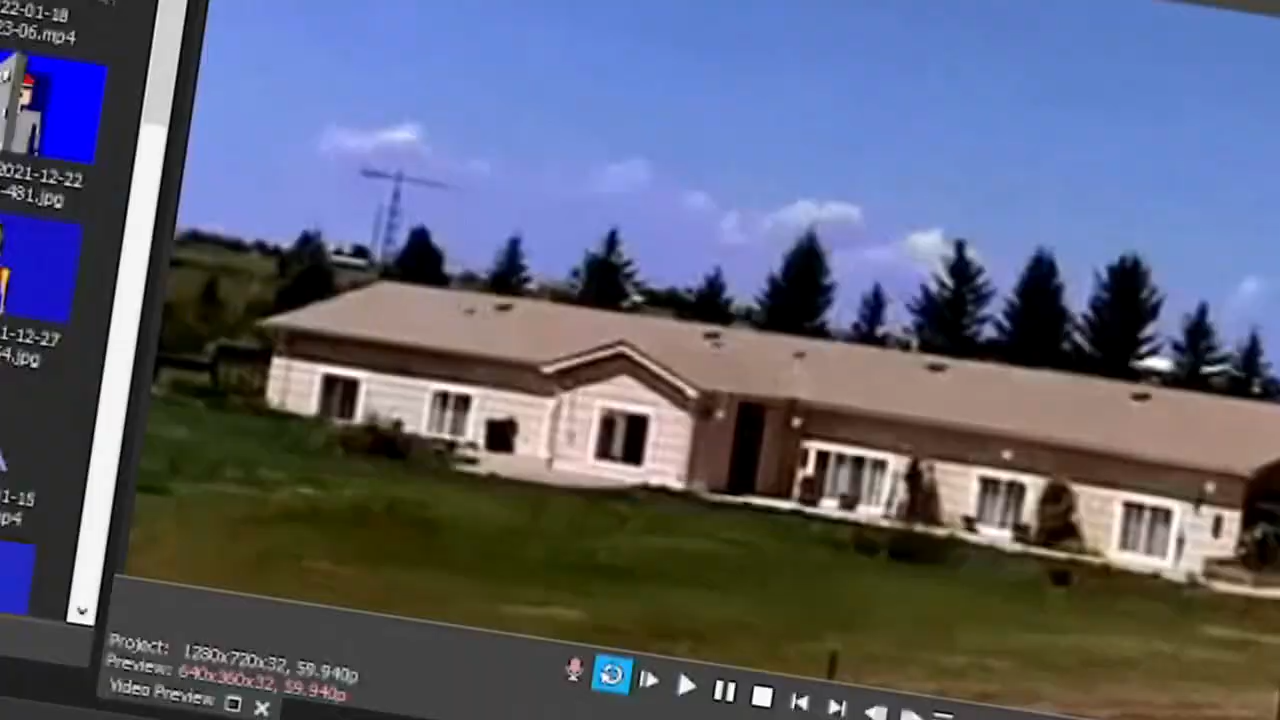 22-01-18
23-06.mp4
2021-12-22
-481.jpg
1-12-27
54.jpg
1-15
p4
Project: 1280x720x32, 59.940p
Preview: 640x360x32, 59.940p
Video Preview